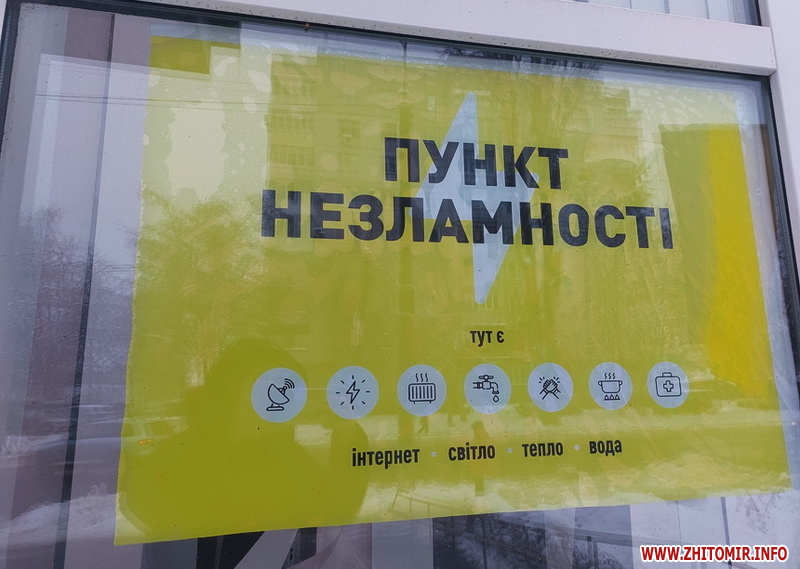 ПУНКТ
НЕЗЛАМНОСТІ
тут є
інтернет • світло • тепло • вода
WWW.ZHITOMIR.INFO